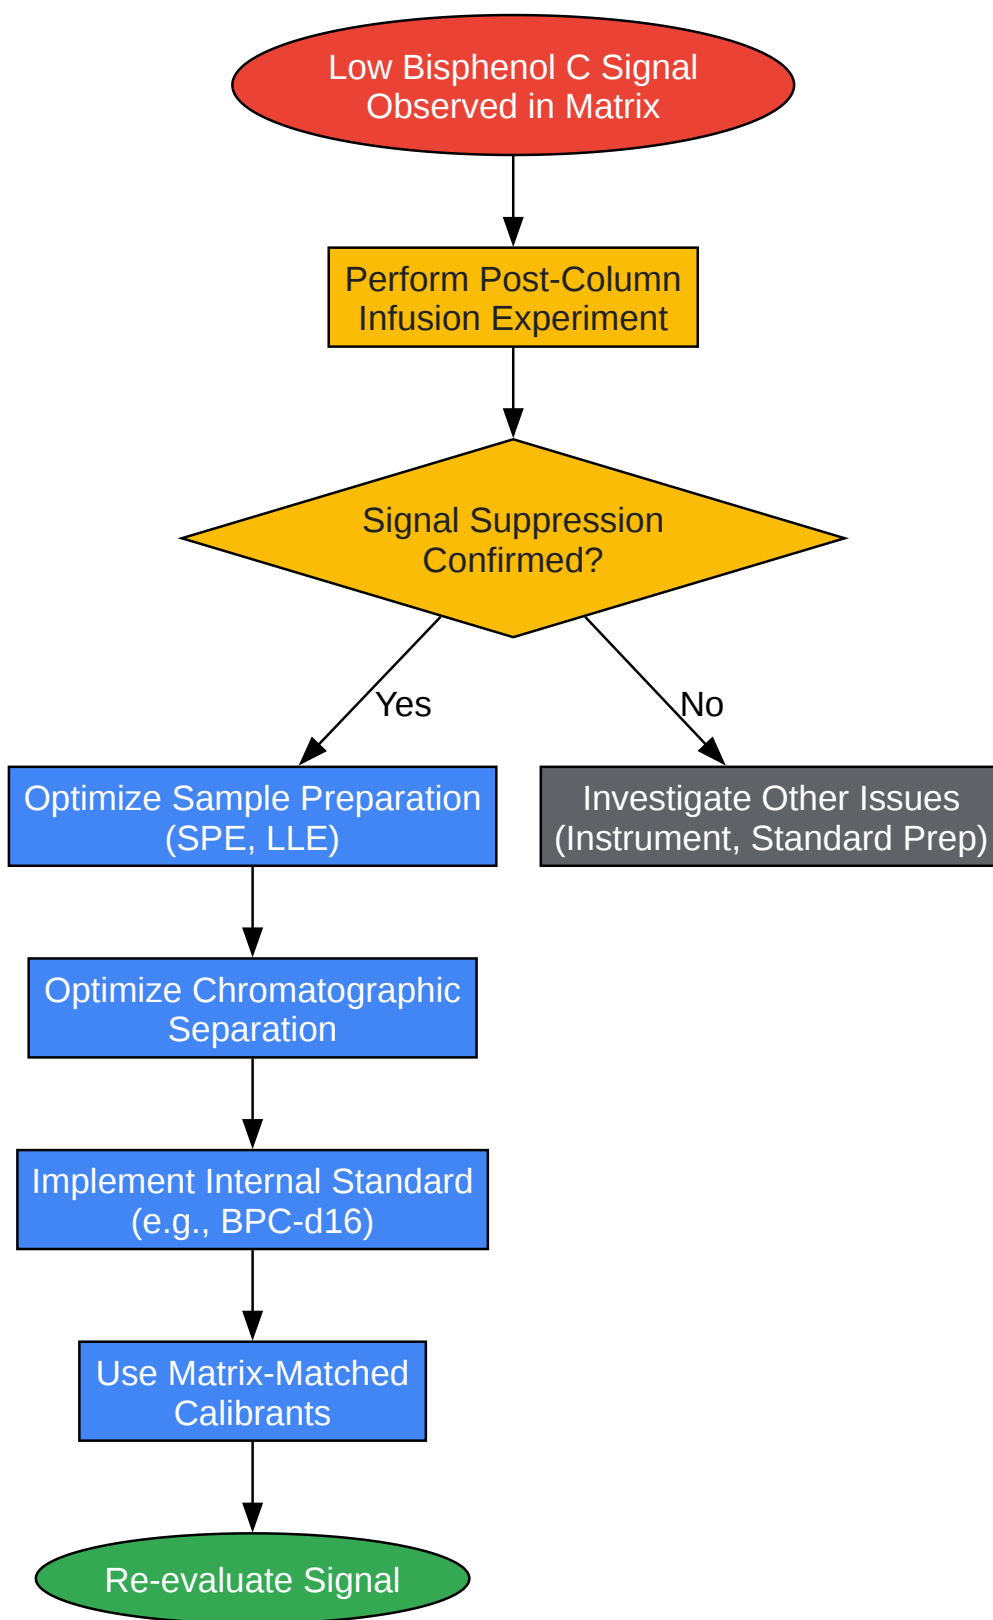 Low Bisphenol C Signal
Observed in Matrix
Perform Post-Column
Infusion Experiment
Signal Suppression
Confirmed?
Yes
No
Optimize Sample Preparation
(SPE, LLE)
Investigate Other Issues
(Instrument, Standard Prep)
Optimize Chromatographic
Separation
Implement Internal Standard
(e.g., BPC-d16)
Use Matrix-Matched
Calibrants
Re-evaluate Signal